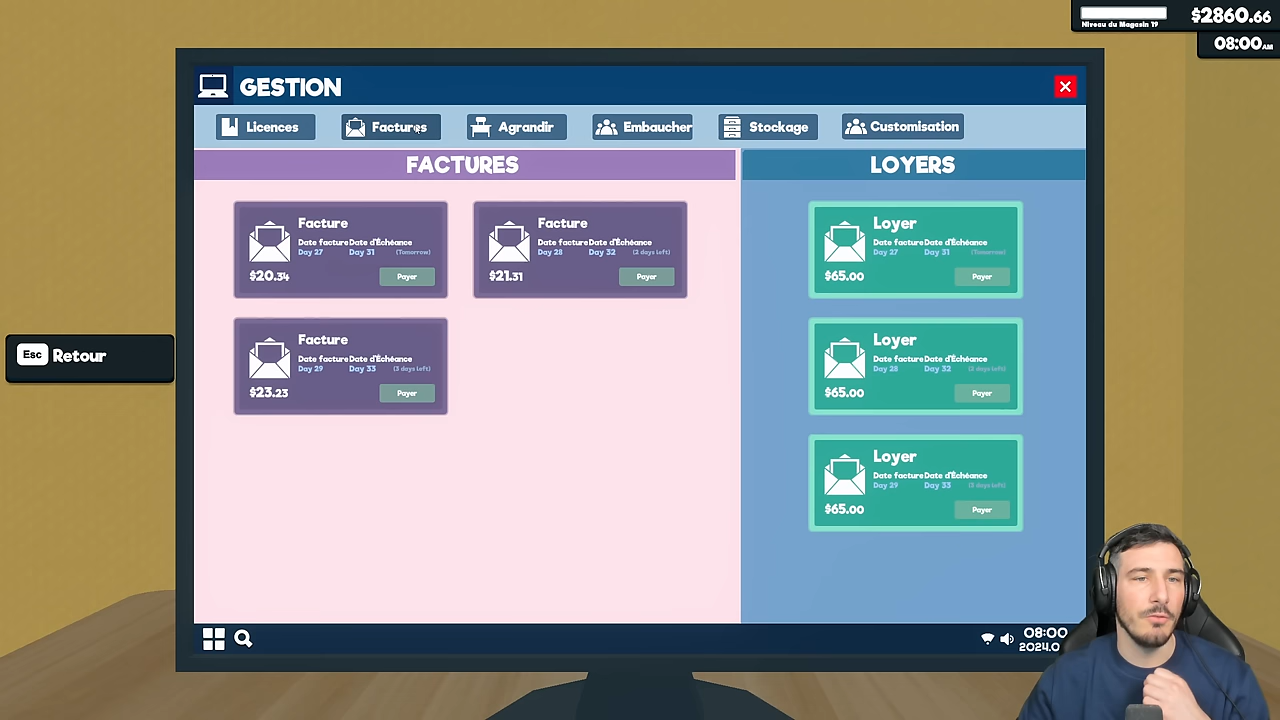 $2860.66
Niveau du Magasin 19
08:00AM
GESTION
Licences
Factures
Agrandir
Embaucher
Stockage
Customisation
FACTURES
LOYERS
Facture
Date facture Date d'Échéance
Day 27 Day 31 (Tomorrow)
$20.34
Payer
Facture
Date facture Date d'Échéance
Day 28 Day 32 (2 days left)
$21.31
Payer
Loyer
Date facture Date d'Échéance
Day 27 Day 31 (Tomorrow)
$65.00
Payer
Facture
Date facture Date d'Échéance
Day 29 Day 33 (3 days left)
$23.23
Payer
Loyer
Date facture Date d'Échéance
Day 28 Day 32 (2 days left)
$65.00
Payer
Loyer
Date facture Date d'Échéance
Day 29 Day 33 (3 days left)
$65.00
Payer
Esc Retour
08:00
2024.0